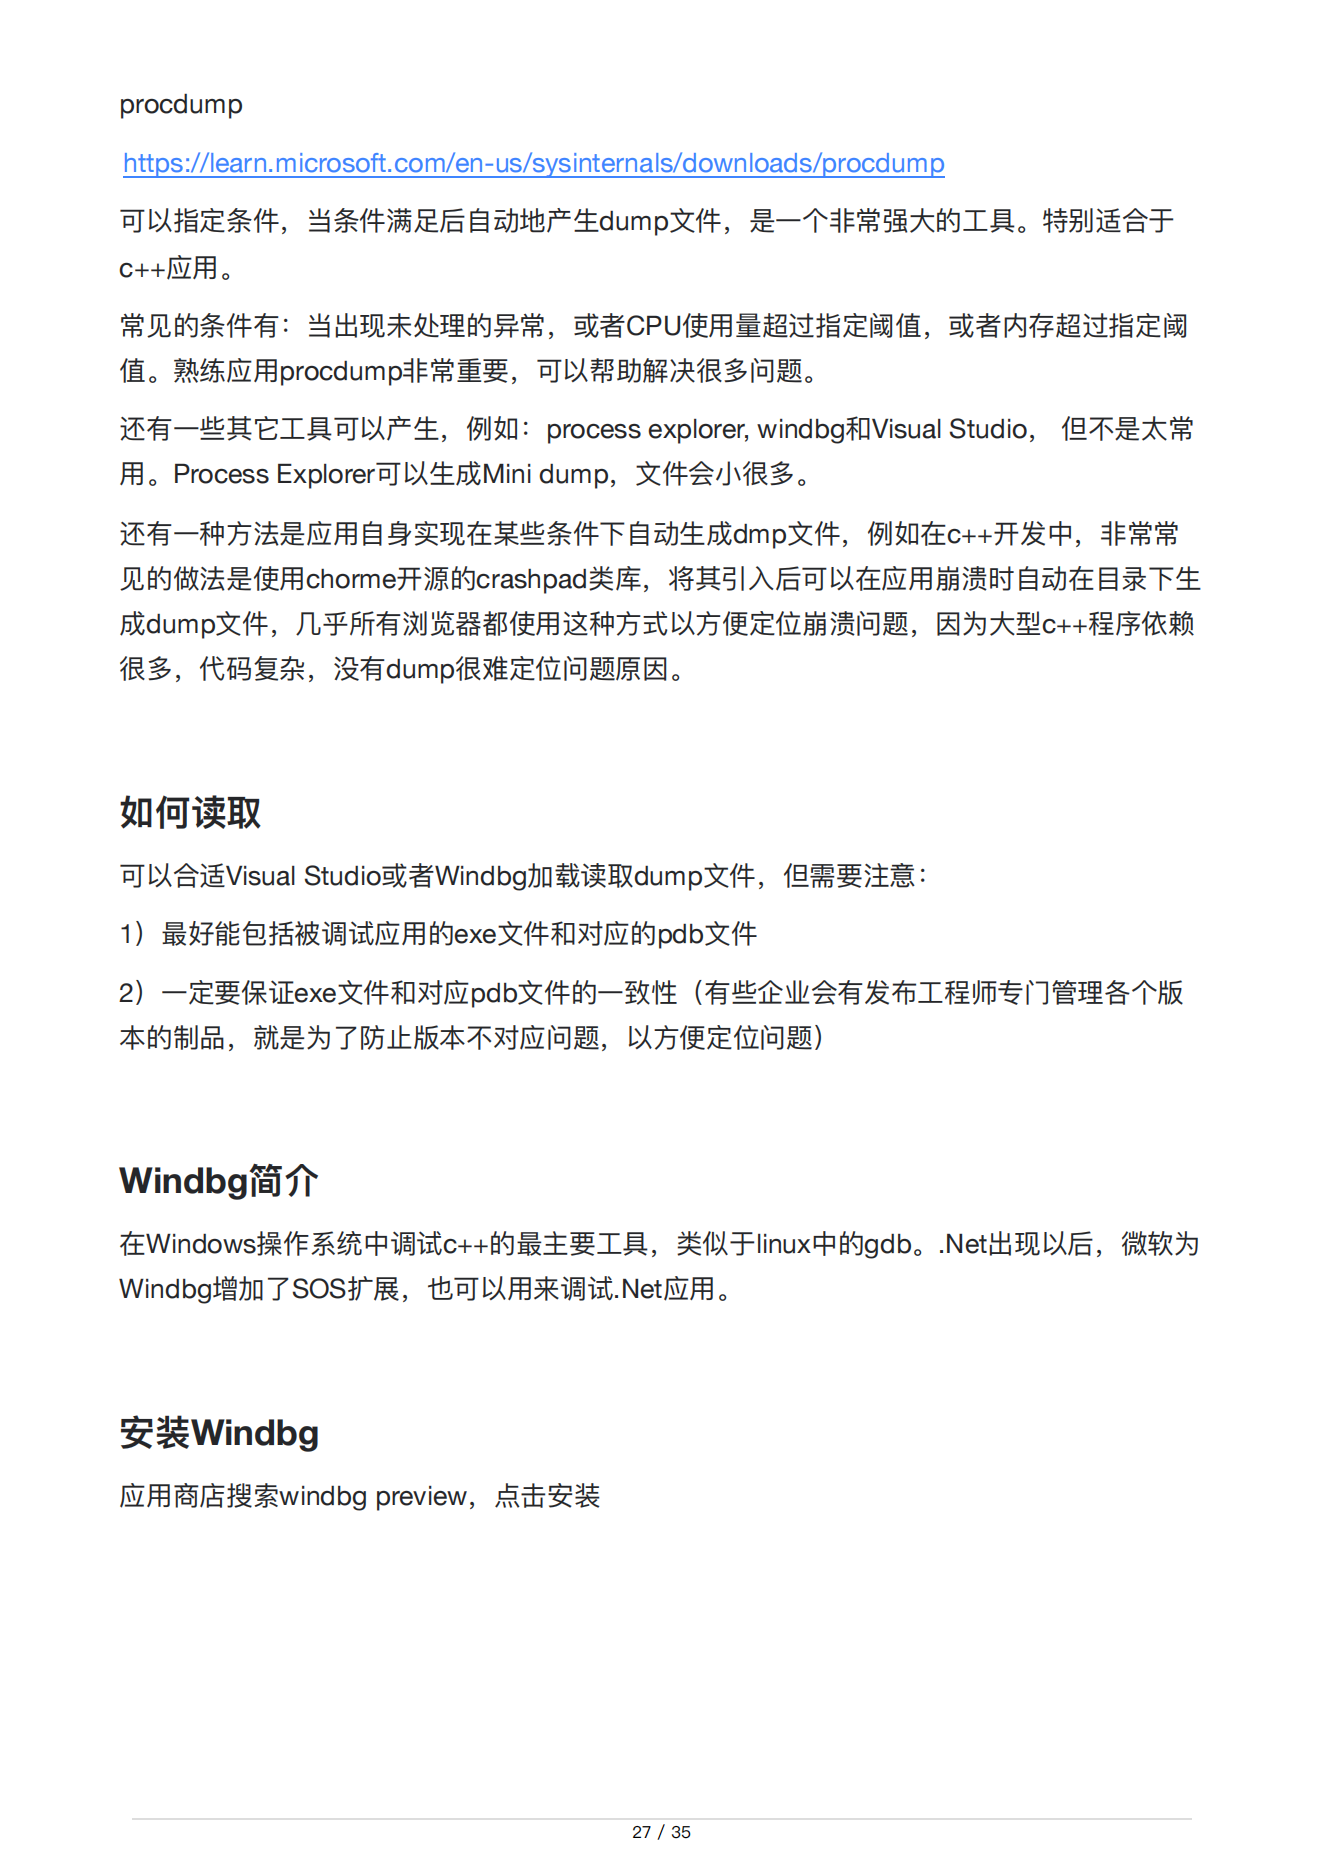 procdump
https://learn.microsoft.com/en-us/sysinternals/downloads/procdump
可以指定条件，当条件满足后自动地产生dump文件，是一个非常强大的工具。特别适合于
c++应用。
常见的条件有：当出现未处理的异常，或者CPU使用量超过指定阈值，或者内存超过指定阈
值。熟练应用procdump非常重要，可以帮助解决很多问题。
还有一些其它工具可以产生，例如：process explorer, windbg和Visual Studio， 但不是太常
用。Process Explorer可以生成Mini dump，文件会小很多。
还有一种方法是应用自身实现在某些条件下自动生成dmp文件，例如在c++开发中，非常常
见的做法是使用chorme开源的crashpad类库，将其引入后可以在应用崩溃时自动在目录下生
成dump文件，几乎所有浏览器都使用这种方式以方便定位崩溃问题，因为大型c++程序依赖
很多，代码复杂，没有dump很难定位问题原因。
如何读取
可以合适Visual Studio或者Windbg加载读取dump文件，但需要注意：
1）最好能包括被调试应用的exe文件和对应的pdb文件
2）一定要保证exe文件和对应pdb文件的一致性（有些企业会有发布工程师专门管理各个版
本的制品，就是为了防止版本不对应问题，以方便定位问题）
Windbg简介
在Windows操作系统中调试c++的最主要工具，类似于linux中的gdb。.Net出现以后，微软为
Windbg增加了SOS扩展，也可以用来调试.Net应用。
安装Windbg
应用商店搜索windbg preview，点击安装
27 / 35